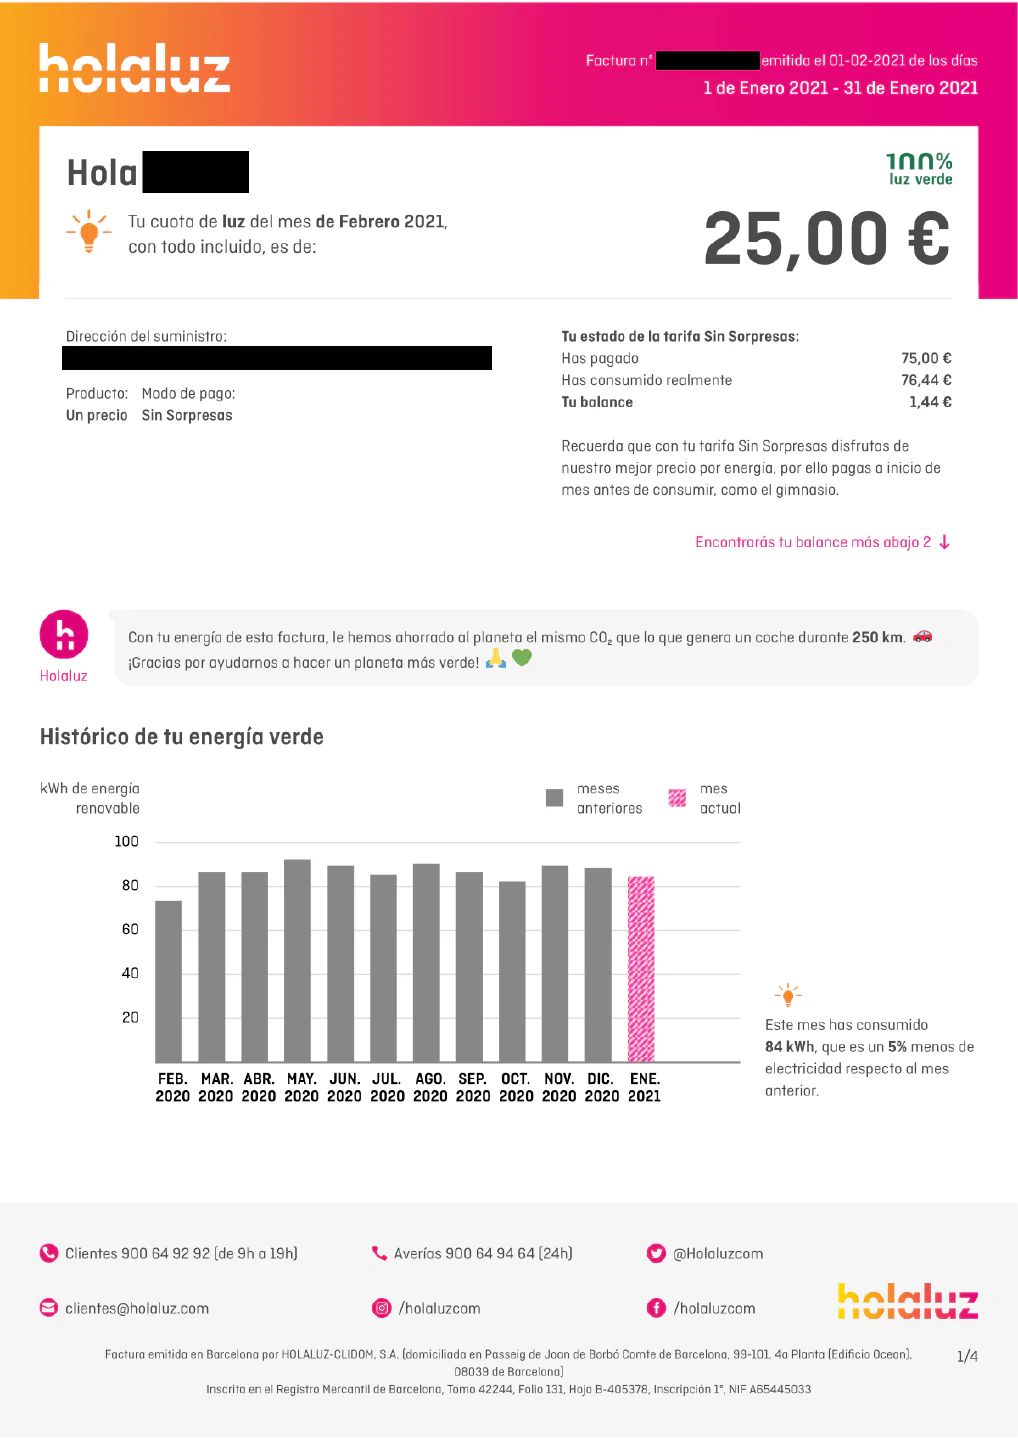 holaluz
Factura nº emitida el 01-02-2021 de los días
1 de Enero 2021 - 31 de Enero 2021
Hola
100%
luz verde
Tu cuota de luz del mes de Febrero 2021,
con todo incluido, es de:
25,00 €
Dirección del suministro:
Producto: Modo de pago:
Un precio Sin Sorpresas
Tu estado de la tarifa Sin Sorpresas:
Has pagado 75,00 €
Has consumido realmente 76,44 €
Tu balance 1,44 €
Recuerda que con tu tarifa Sin Sorpresas disfrutas de
nuestro mejor precio por energía, por ello pagas a inicio de
mes antes de consumir, como el gimnasio.
Encontrarás tu balance más abajo 2 ↓
h
Holaluz
Con tu energía de esta factura, le hemos ahorrado al planeta el mismo CO₂ que lo que genera un coche durante 250 km. 🚗
¡Gracias por ayudarnos a hacer un planeta más verde! 🙏 💚
Histórico de tu energía verde
kWh de energía
renovable
meses
anteriores
mes
actual
100
80
60
40
20
FEB. MAR. ABR. MAY. JUN. JUL. AGO. SEP. OCT. NOV. DIC. ENE.
2020 2020 2020 2020 2020 2020 2020 2020 2020 2020 2020 2021
Este mes has consumido
84 kWh, que es un 5% menos de
electricidad respecto al mes
anterior.
Clientes 900 64 92 92 (de 9h a 19h)
Averías 900 64 94 64 (24h)
@Holaluzcom
clientes@holaluz.com
/holaluzcom
/holaluzcom
holaluz
Factura emitida en Barcelona por HOLALUZ-CLIDOM, S.A. (domiciliada en Passeig de Joan de Borbó Comte de Barcelona, 99-101, 4a Planta (Edificio Ocean),
08039 de Barcelona)
Inscrita en el Registro Mercantil de Barcelona, Tomo 42244, Folio 131, Hoja B-405378, Inscripción 1ª, NIF A65445033
1/4